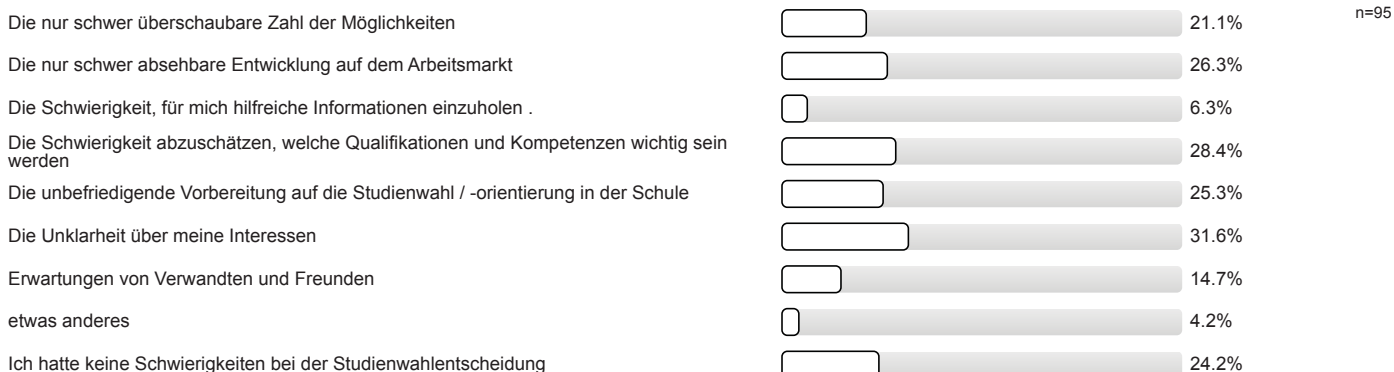 Die nur schwer überschaubare Zahl der Möglichkeiten 21.1% n=95
Die nur schwer absehbare Entwicklung auf dem Arbeitsmarkt 26.3%
Die Schwierigkeit, für mich hilfreiche Informationen einzuholen . 6.3%
Die Schwierigkeit abzuschätzen, welche Qualifikationen und Kompetenzen wichtig sein
werden 28.4%
Die unbefriedigende Vorbereitung auf die Studienwahl / -orientierung in der Schule 25.3%
Die Unklarheit über meine Interessen 31.6%
Erwartungen von Verwandten und Freunden 14.7%
etwas anderes 4.2%
Ich hatte keine Schwierigkeiten bei der Studienwahlentscheidung 24.2%